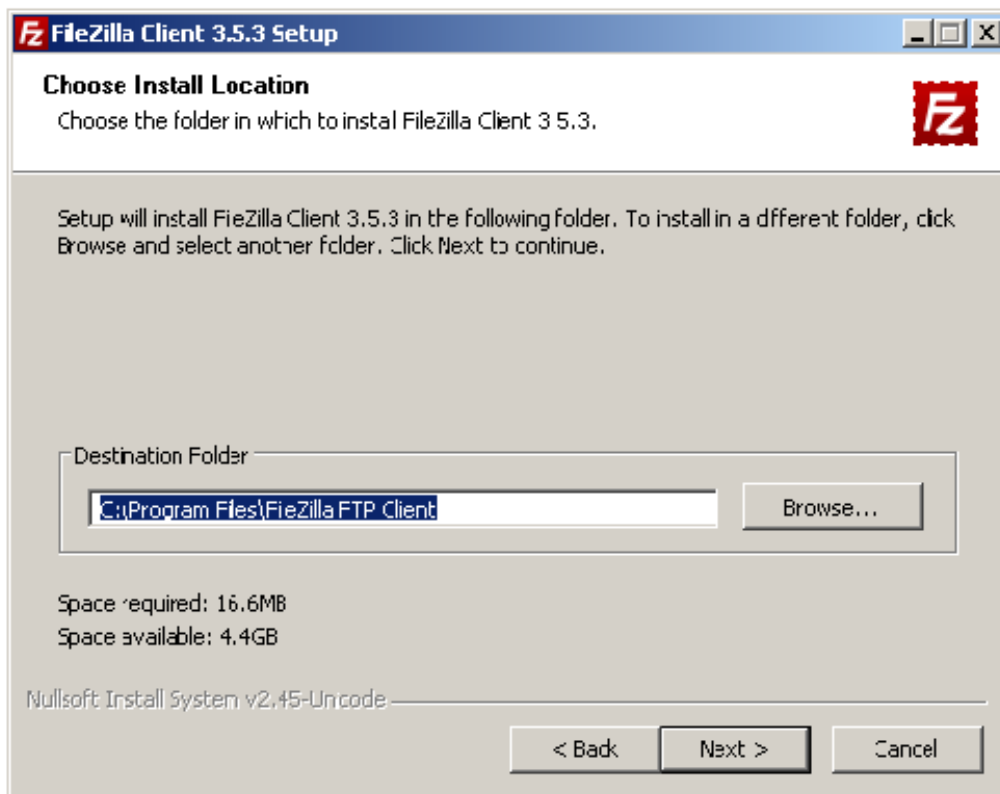 FileZilla Client 3.5.3 Setup
Choose Install Location
Choose the folder in which to instal FileZilla Client 3 5.3.
Setup will install FieZilla Client 3.5.3 in the following folder. To install in a dfferent folder, click
Browse and select another folder. Click Next to continue.
Destination Folder
C:\Program Files\FieZilla FTP Client
Browse...
Space required: 16.6MB
Space available: 4.4GB
Nullsoft Install System v2.45-Unicode
< Back
Next >
Cancel